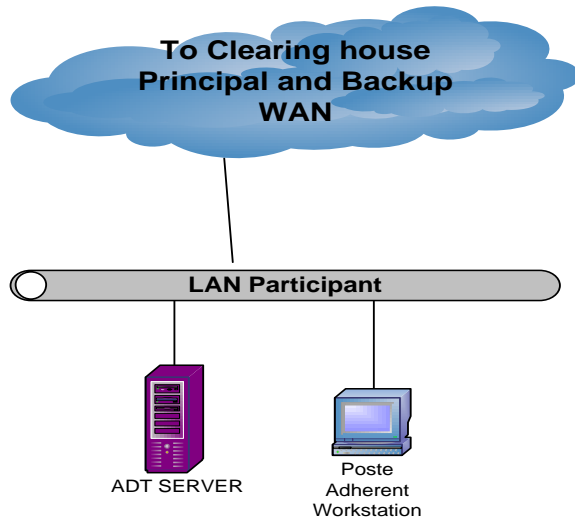 To Clearing house
Principal and Backup
WAN
LAN Participant
ADT SERVER
Poste
Adherent
Workstation